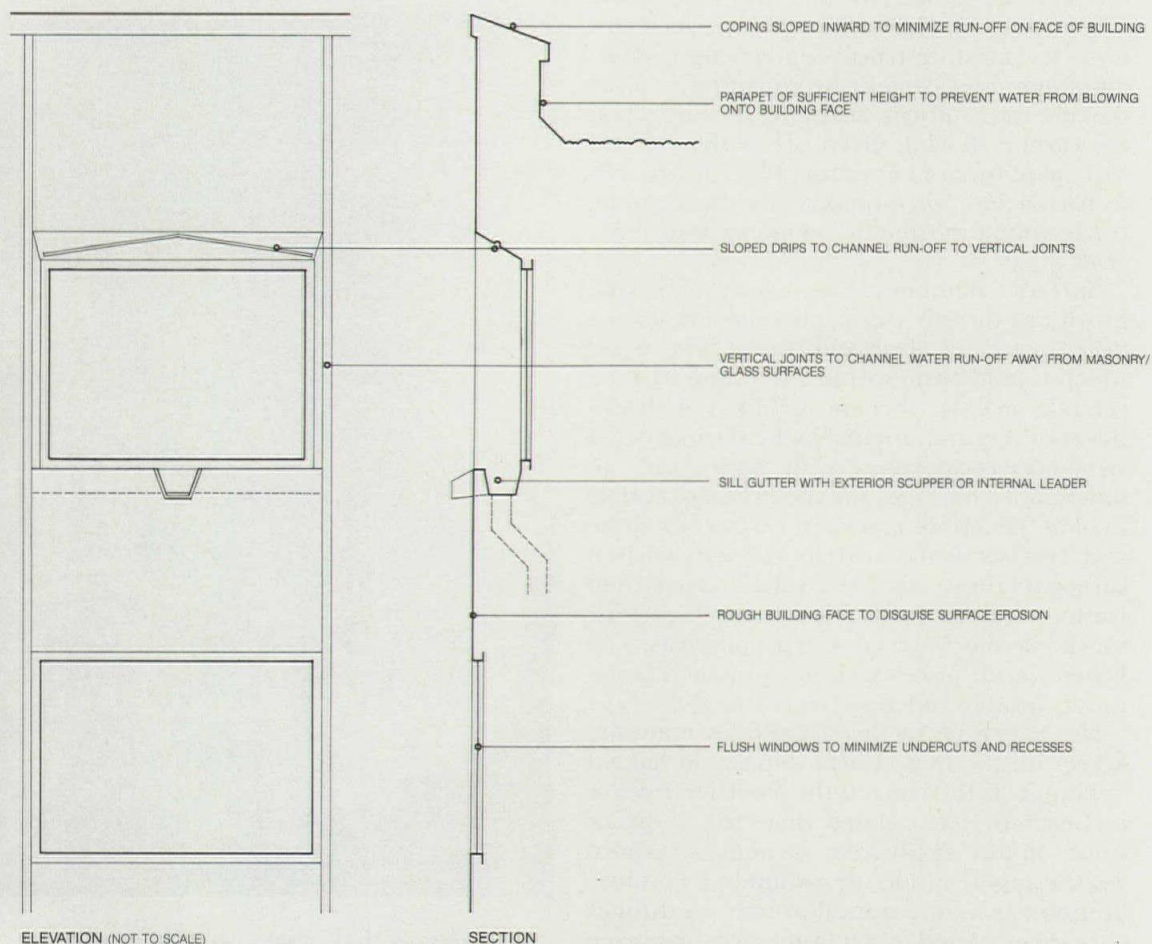 COPING SLOPED INWARD TO MINIMIZE RUN-OFF ON FACE OF BUILDING
PARAPET OF SUFFICIENT HEIGHT TO PREVENT WATER FROM BLOWING
ONTO BUILDING FACE
SLOPED DRIPS TO CHANNEL RUN-OFF TO VERTICAL JOINTS
VERTICAL JOINTS TO CHANNEL WATER RUN-OFF AWAY FROM MASONRY/
GLASS SURFACES
SILL GUTTER WITH EXTERIOR SCUPPER OR INTERNAL LEADER
ROUGH BUILDING FACE TO DISGUISE SURFACE EROSION
FLUSH WINDOWS TO MINIMIZE UNDERCUTS AND RECESSES
ELEVATION (NOT TO SCALE)
SECTION